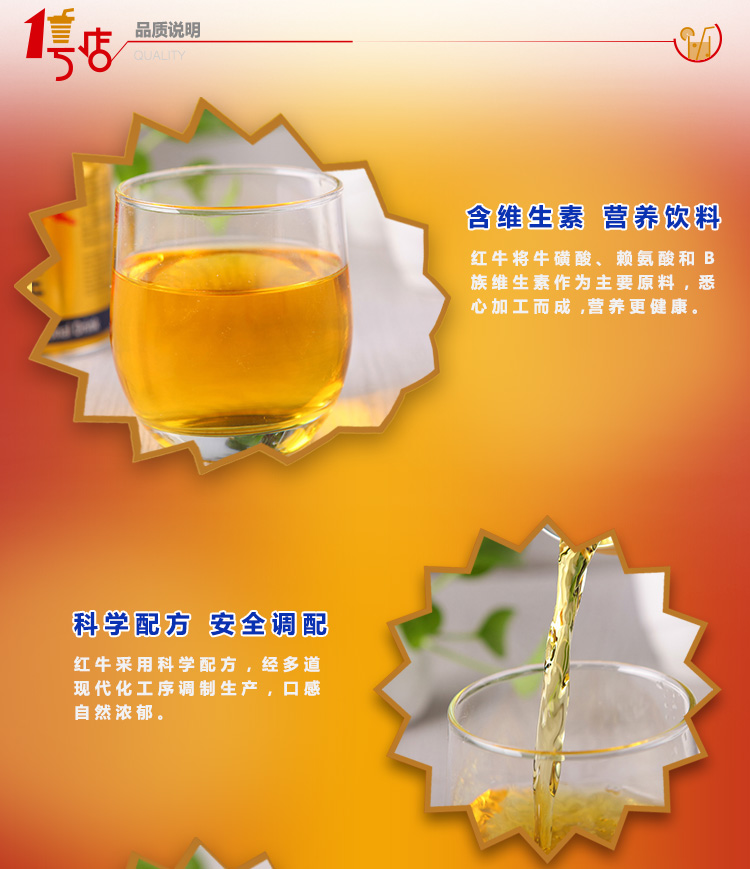 1号店
品质说明
QUALITY
含维生素 营养饮料
红牛将牛磺酸、赖氨酸和 B
族维生素作为主要原料，悉
心加工而成，营养更健康。
科学配方 安全调配
红牛采用科学配方，经多道
现代化工序调制生产，口感
自然浓郁。